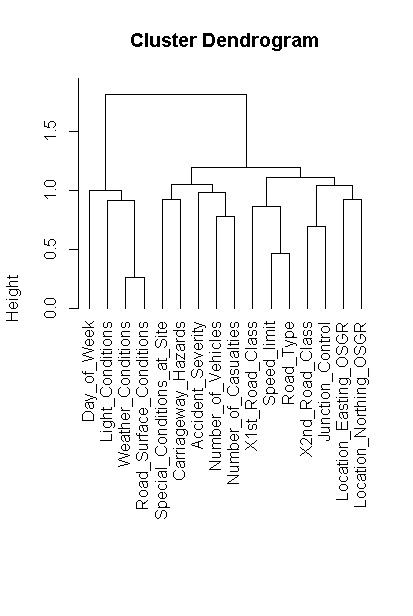 Cluster Dendrogram
Height
0.0
0.5
1.0
1.5
Day_of_Week
Light_Conditions
Weather_Conditions
Road_Surface_Conditions
Special_Conditions_at_Site
Carriageway_Hazards
Accident_Severity
Number_of_Vehicles
Number_of_Casualties
X1st_Road_Class
Speed_limit
Road_Type
X2nd_Road_Class
Junction_Control
Location_Easting_OSGR
Location_Northing_OSGR